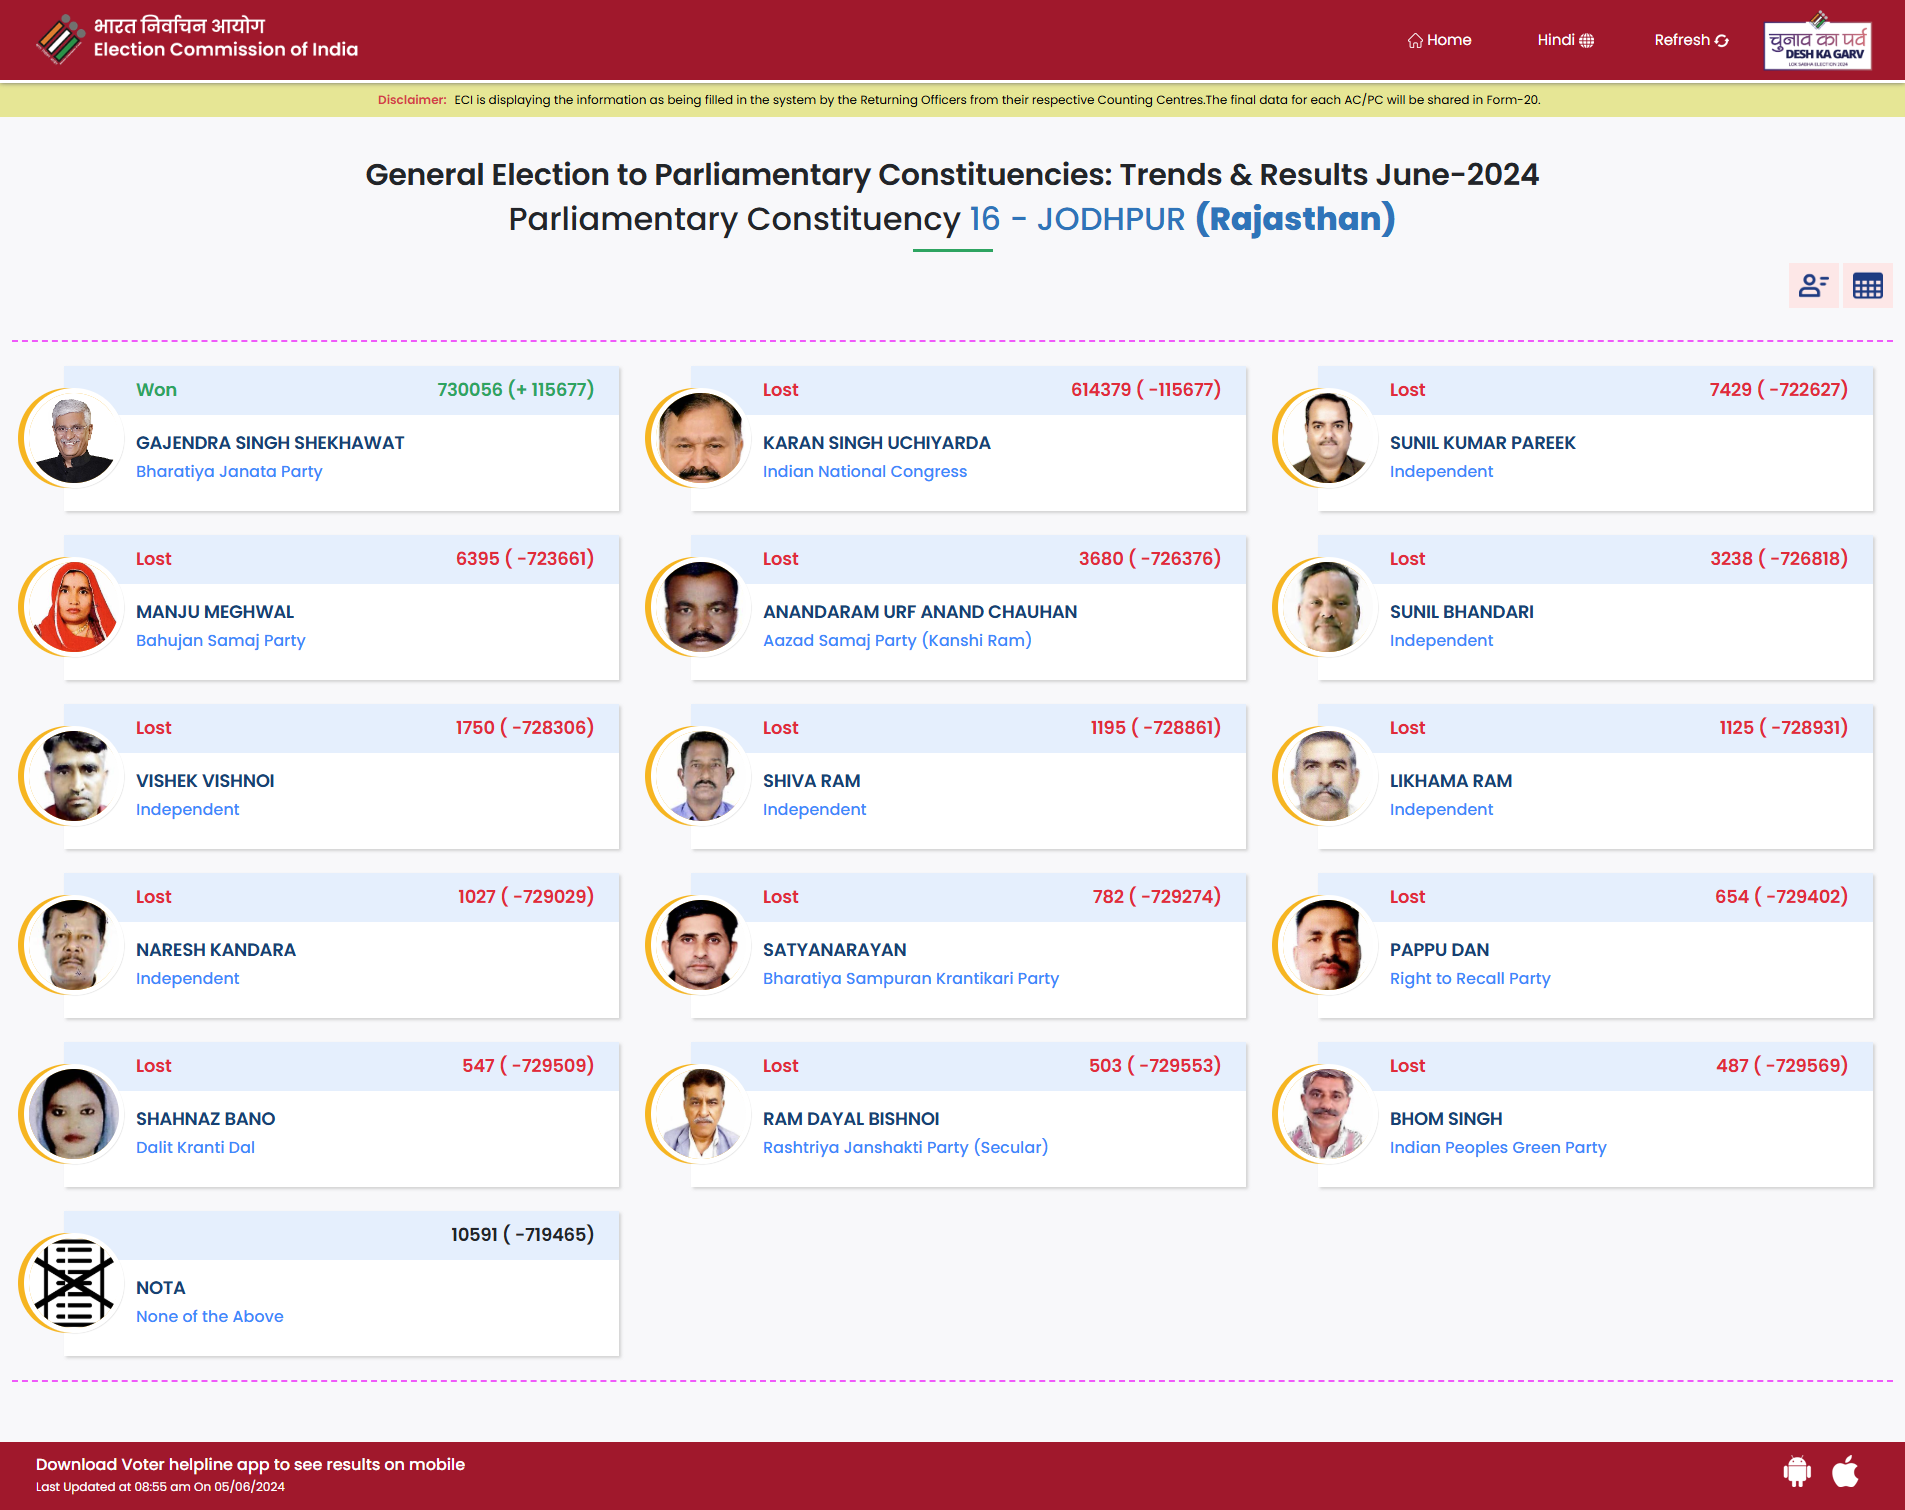 भारत निर्वाचन आयोग
Election Commission of India
Home
Hindi
Refresh
चुनाव का पर्व
DESH KA GARV
LOK SABHA ELECTION 2024
Disclaimer: ECI is displaying the information as being filled in the system by the Returning Officers from their respective Counting Centres.The final data for each AC/PC will be shared in Form-20.
General Election to Parliamentary Constituencies: Trends & Results June-2024
Parliamentary Constituency 16 - JODHPUR (Rajasthan)
Won 730056 (+ 115677)
GAJENDRA SINGH SHEKHAWAT
Bharatiya Janata Party
Lost 614379 ( -115677)
KARAN SINGH UCHIYARDA
Indian National Congress
Lost 7429 ( -722627)
SUNIL KUMAR PAREEK
Independent
Lost 6395 ( -723661)
MANJU MEGHWAL
Bahujan Samaj Party
Lost 3680 ( -726376)
ANANDARAM URF ANAND CHAUHAN
Aazad Samaj Party (Kanshi Ram)
Lost 3238 ( -726818)
SUNIL BHANDARI
Independent
Lost 1750 ( -728306)
VISHEK VISHNOI
Independent
Lost 1195 ( -728861)
SHIVA RAM
Independent
Lost 1125 ( -728931)
LIKHAMA RAM
Independent
Lost 1027 ( -729029)
NARESH KANDARA
Independent
Lost 782 ( -729274)
SATYANARAYAN
Bharatiya Sampuran Krantikari Party
Lost 654 ( -729402)
PAPPU DAN
Right to Recall Party
Lost 547 ( -729509)
SHAHNAZ BANO
Dalit Kranti Dal
Lost 503 ( -729553)
RAM DAYAL BISHNOI
Rashtriya Janshakti Party (Secular)
Lost 487 ( -729569)
BHOM SINGH
Indian Peoples Green Party
10591 ( -719465)
NOTA
None of the Above
Download Voter helpline app to see results on mobile
Last Updated at 08:55 am On 05/06/2024